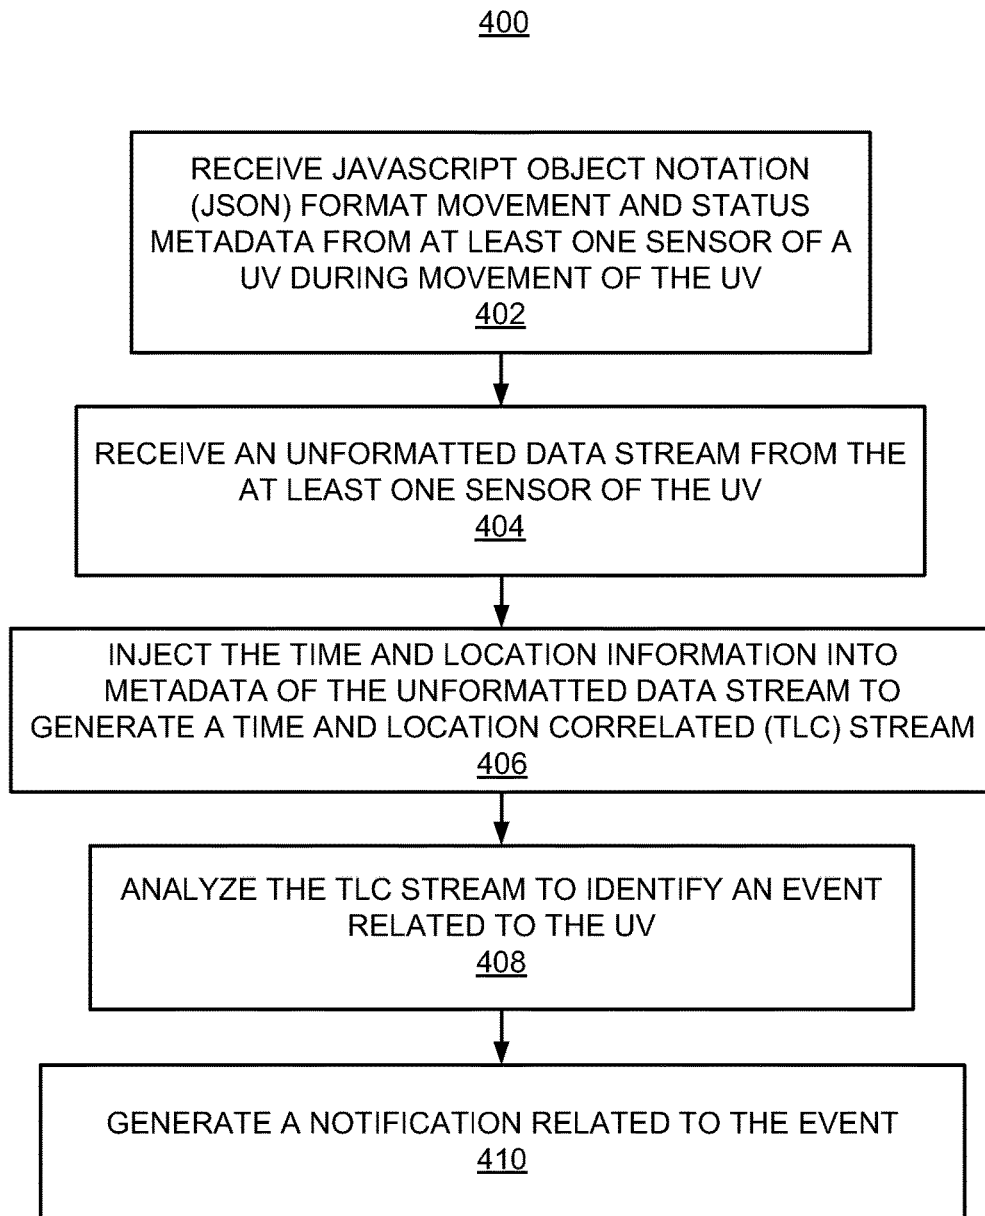 400
RECEIVE JAVASCRIPT OBJECT NOTATION
(JSON) FORMAT MOVEMENT AND STATUS
METADATA FROM AT LEAST ONE SENSOR OF A
UV DURING MOVEMENT OF THE UV
402
RECEIVE AN UNFORMATTED DATA STREAM FROM THE
AT LEAST ONE SENSOR OF THE UV
404
INJECT THE TIME AND LOCATION INFORMATION INTO
METADATA OF THE UNFORMATTED DATA STREAM TO
GENERATE A TIME AND LOCATION CORRELATED (TLC) STREAM
406
ANALYZE THE TLC STREAM TO IDENTIFY AN EVENT
RELATED TO THE UV
408
GENERATE A NOTIFICATION RELATED TO THE EVENT
410